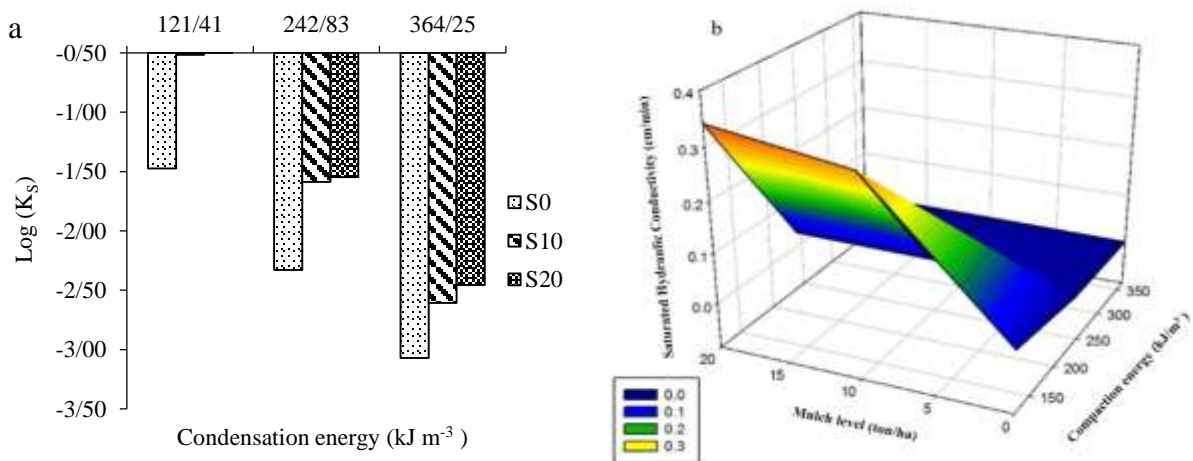 a
121/41 242/83 364/25
-0/50
-1/00
-1/50
-2/00
-2/50
-3/00
-3/50
Log (KS)
S0
S10
S20
Condensation energy (kJ m-3 )
b
Saturated Hydraulic Conductivity (cm/min)
0.4
0.3
0.2
0.1
0.0
20
15
10
5
0
Mulch level (ton/ha)
350
300
250
200
150
Compaction energy (kJ/m3)
0.0
0.1
0.2
0.3